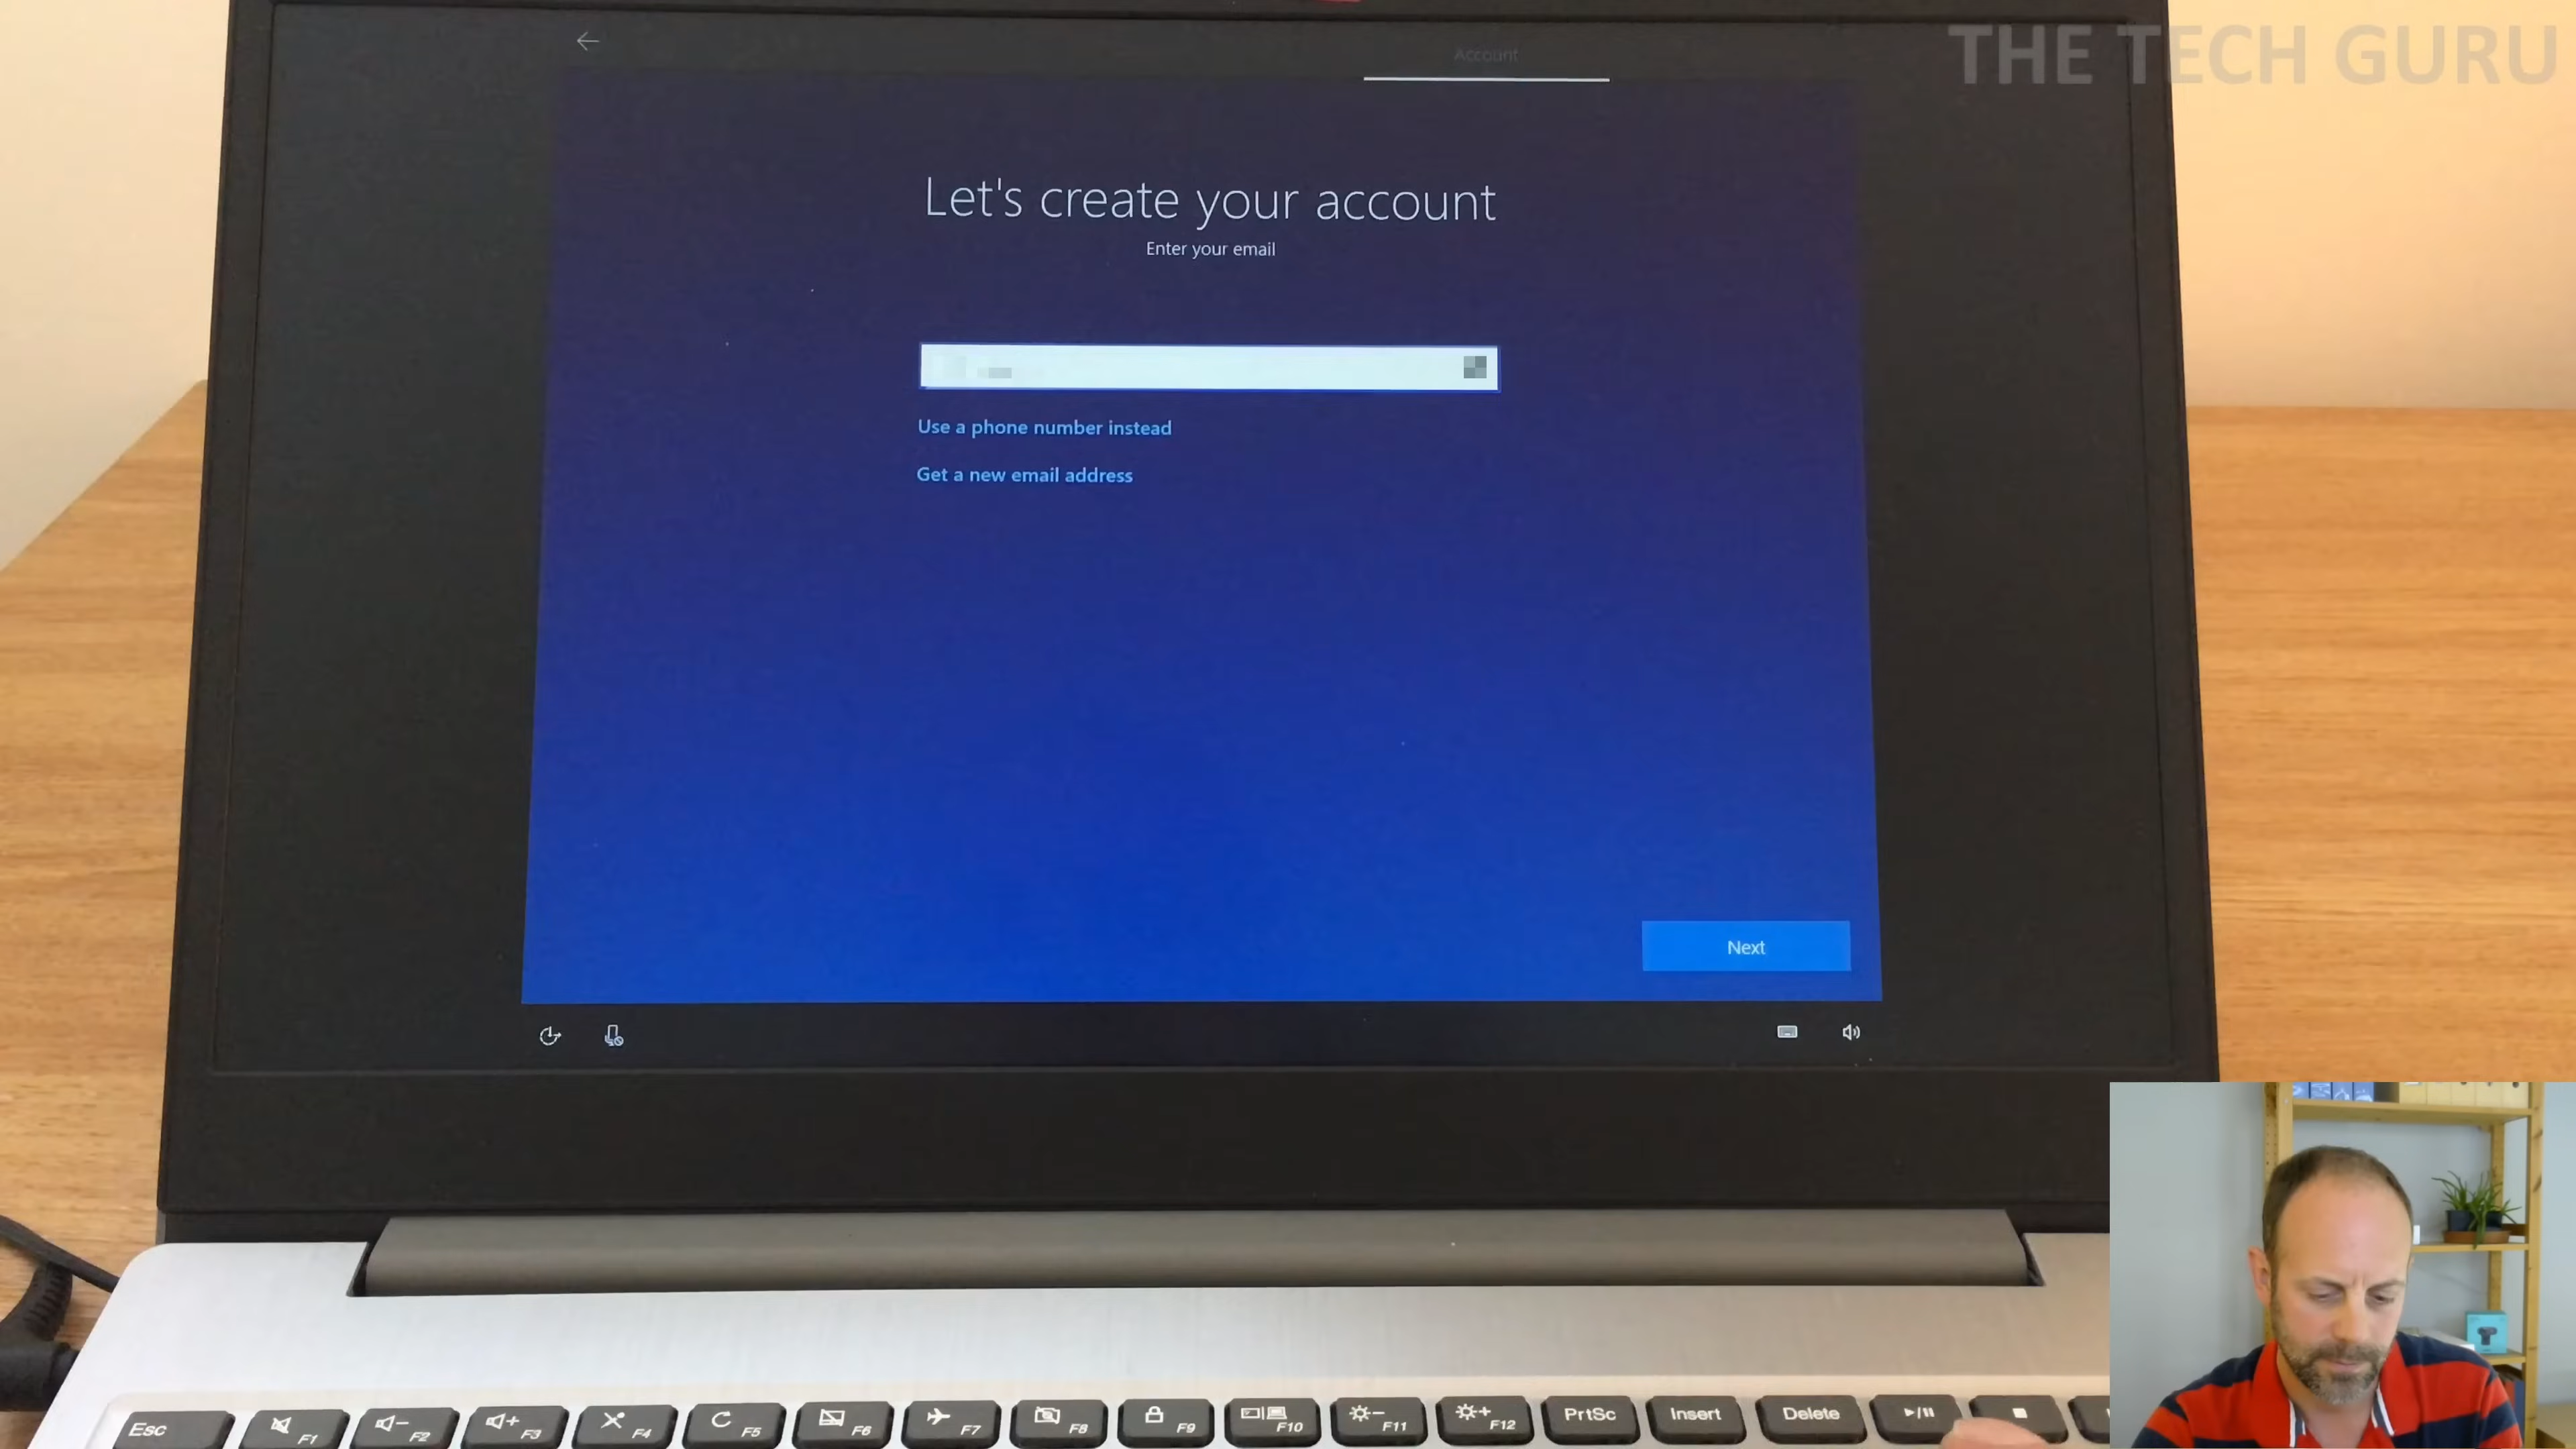 THE TECH GURU
Account
Let's create your account
Enter your email
Use a phone number instead
Get a new email address
Next
Esc
F1
F2
F3
F4
F5
F6
F7
F8
F9
F10
F11
F12
PrtSc
Insert
Delete